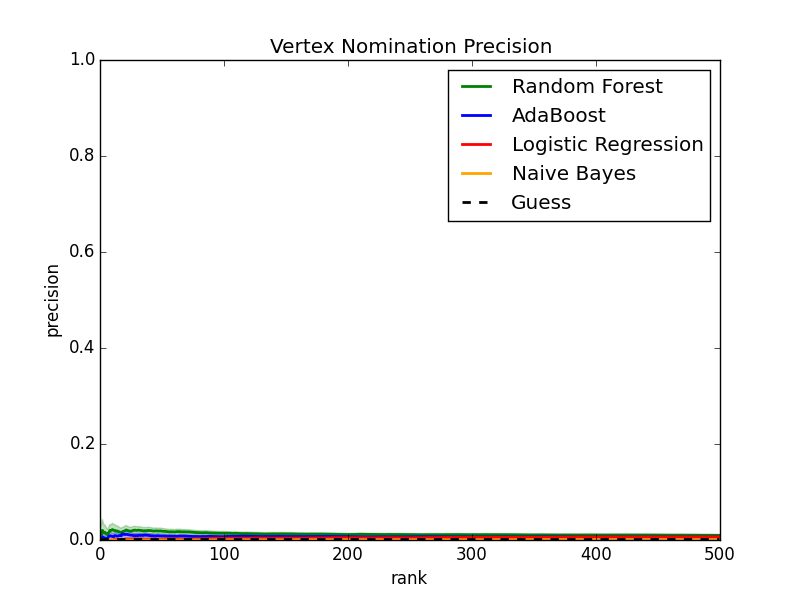 Vertex Nomination Precision
1.0
0.8
0.6
0.4
0.2
0.0
precision
Random Forest
AdaBoost
Logistic Regression
Naive Bayes
Guess
0 100 200 300 400 500
rank